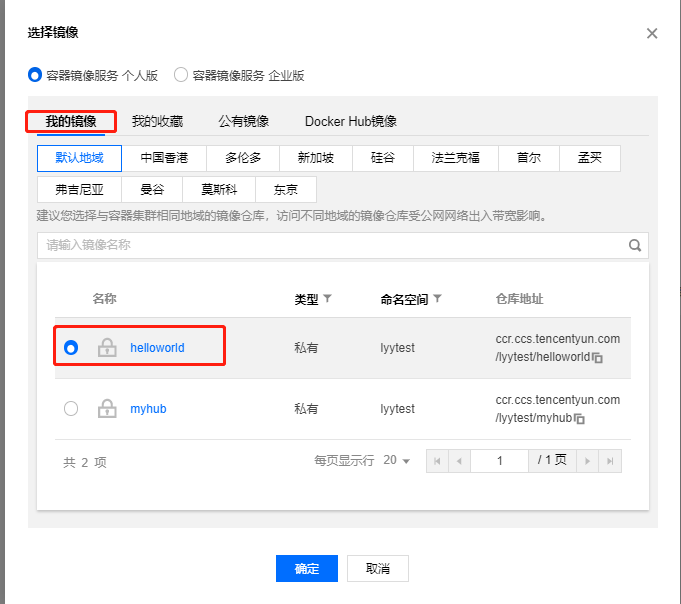 选择镜像
容器镜像服务 个人版 容器镜像服务 企业版
我的镜像 我的收藏 公有镜像 Docker Hub镜像
默认地域 中国香港 多伦多 新加坡 硅谷 法兰克福 首尔 孟买
弗吉尼亚 曼谷 莫斯科 东京
建议您选择与容器集群相同地域的镜像仓库，访问不同地域的镜像仓库受公网网络出入带宽影响。
请输入镜像名称
名称 类型 命名空间 仓库地址
helloworld 私有 lyytest ccr.ccs.tencentyun.com
/lyytest/helloworld
myhub 私有 lyytest ccr.ccs.tencentyun.com
/lyytest/myhub
共 2 项 每页显示行 20 1 / 1 页
确定 取消